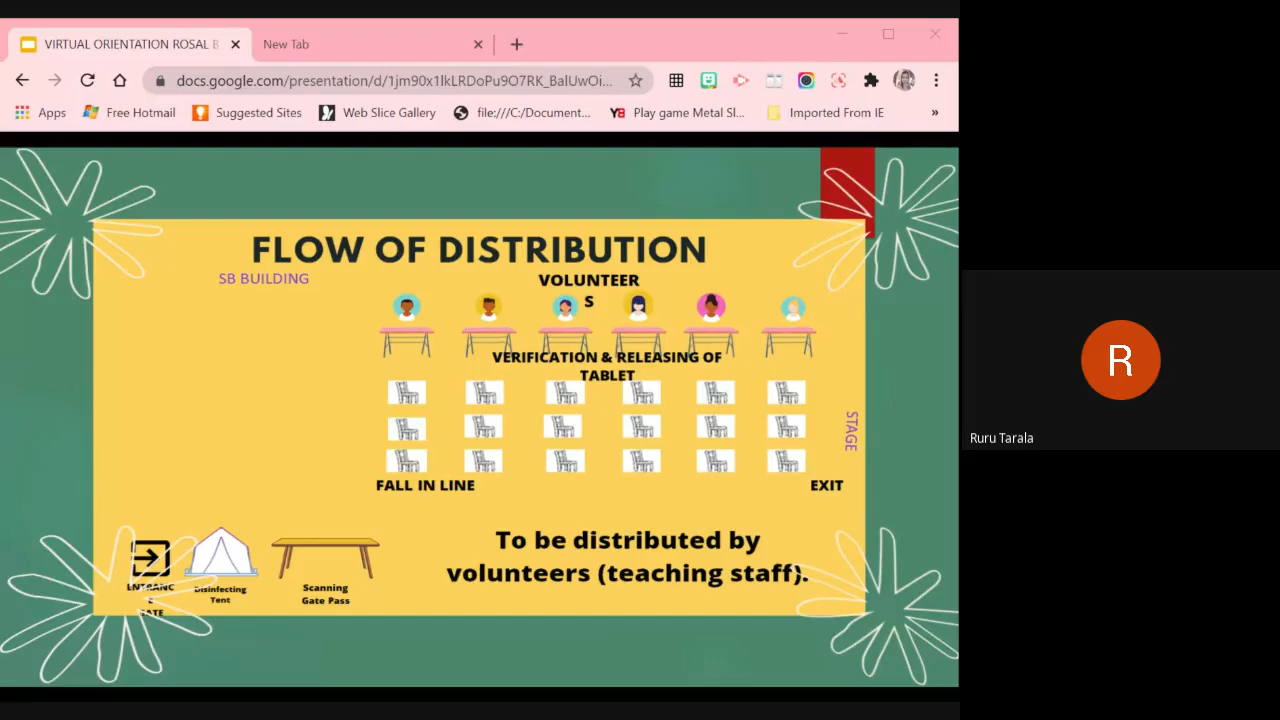 VIRTUAL ORIENTATION ROSAL B
New Tab
docs.google.com/presentation/d/1jm90x1lkLRDoPu9O7RK_BalUwOi...
Apps
Free Hotmail
Suggested Sites
Web Slice Gallery
file:///C:/Document...
Play game Metal Sl...
Imported From IE
»
FLOW OF DISTRIBUTION
SB BUILDING
VOLUNTEER
S
VERIFICATION & RELEASING OF
TABLET
STAGE
FALL IN LINE
EXIT
To be distributed by
volunteers (teaching staff).
ENTRANC
E
GATE
Disinfecting
Tent
Scanning
Gate Pass
R
Ruru Tarala